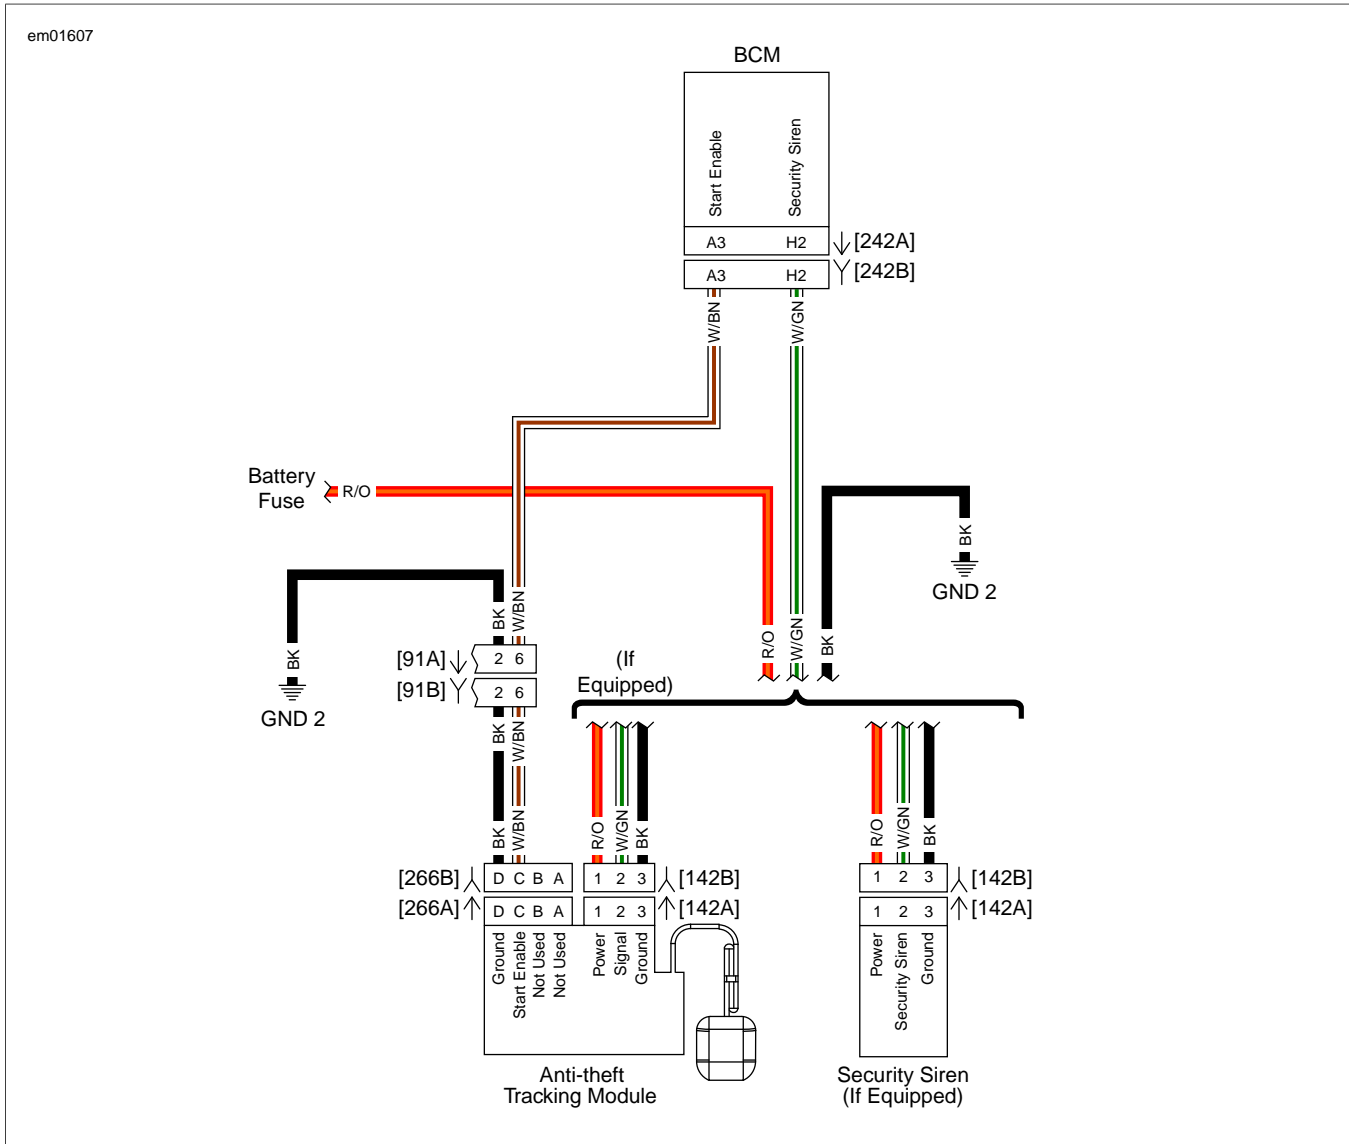 em01607
BCM
Start Enable
Security Siren
A3 H2 [242A]
A3 H2 [242B]
W/BN
W/GN
Battery
Fuse
R/O
BK
GND 2
BK
W/BN
BK
GND 2
R/O
W/GN
BK
[91A] 2 6
[91B] 2 6
(If
Equipped)
BK
W/BN
BK
W/BN
R/O
W/GN
BK
R/O
W/GN
BK
[266B] D C B A 1 2 3 [142B]
[266A] D C B A 1 2 3 [142A]
1 2 3 [142B]
1 2 3 [142A]
Ground
Start Enable
Not Used
Not Used
Power
Signal
Ground
Power
Security Siren
Ground
Anti-theft
Tracking Module
Security Siren
(If Equipped)